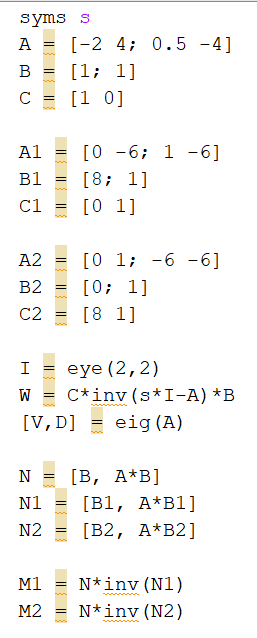 syms s
A = [-2 4; 0.5 -4]
B = [1; 1]
C = [1 0]
A1 = [0 -6; 1 -6]
B1 = [8; 1]
C1 = [0 1]
A2 = [0 1; -6 -6]
B2 = [0; 1]
C2 = [8 1]
I = eye(2,2)
W = C*inv(s*I-A)*B
[V,D] = eig(A)
N = [B, A*B]
N1 = [B1, A*B1]
N2 = [B2, A*B2]
M1 = N*inv(N1)
M2 = N*inv(N2)